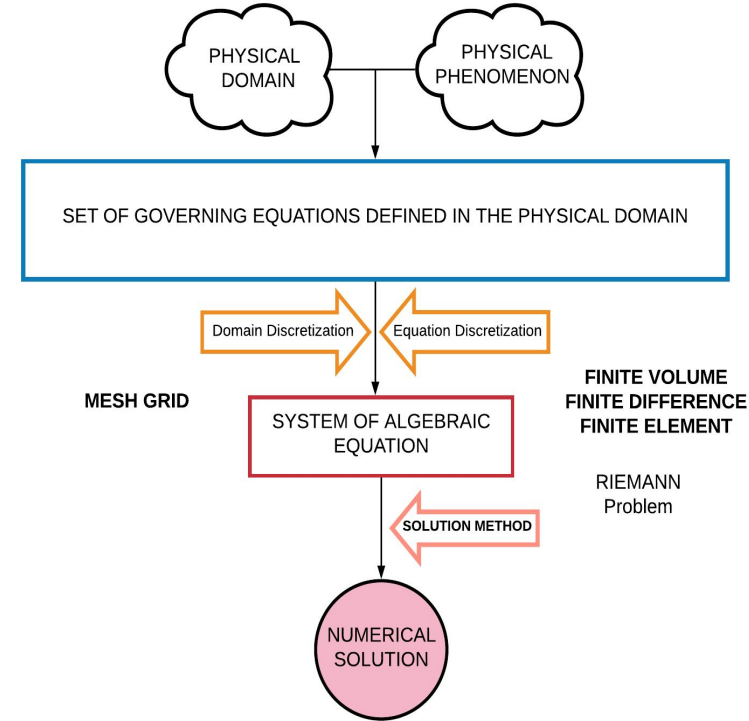 PHYSICAL
DOMAIN
PHYSICAL
PHENOMENON
SET OF GOVERNING EQUATIONS DEFINED IN THE PHYSICAL DOMAIN
Domain Discretization
Equation Discretization
MESH GRID
FINITE VOLUME
FINITE DIFFERENCE
FINITE ELEMENT
SYSTEM OF ALGEBRAIC
EQUATION
RIEMANN
Problem
SOLUTION METHOD
NUMERICAL
SOLUTION